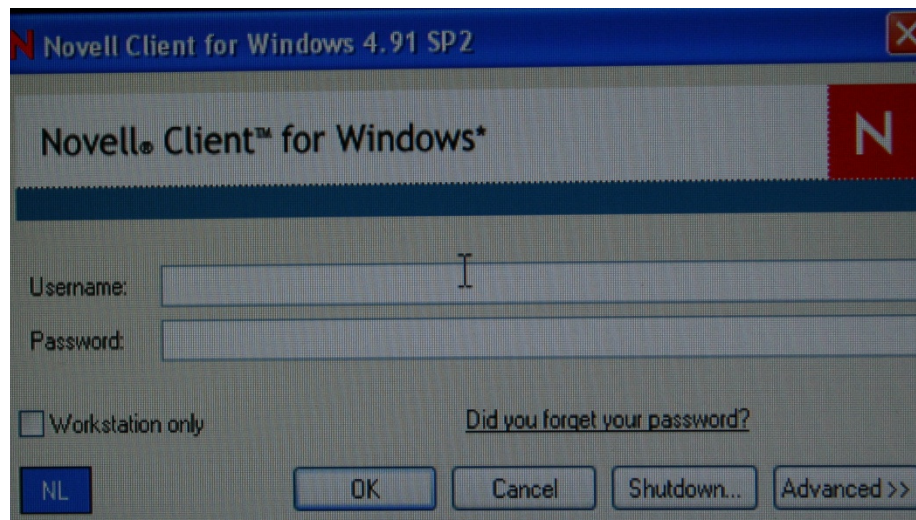 N Novell Client for Windows 4.91 SP2
Novell® Client™ for Windows*
N
Username:
Password:
Workstation only
Did you forget your password?
NL
OK
Cancel
Shutdown...
Advanced >>